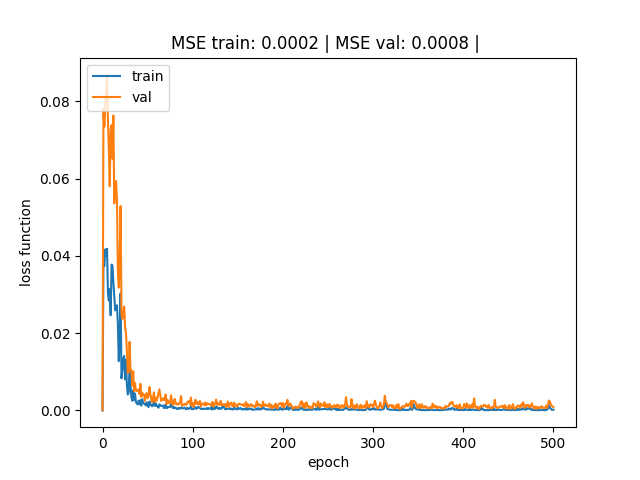 MSE train: 0.0002 | MSE val: 0.0008 |
train
val
loss function
0.08
0.06
0.04
0.02
0.00
0 100 200 300 400 500
epoch